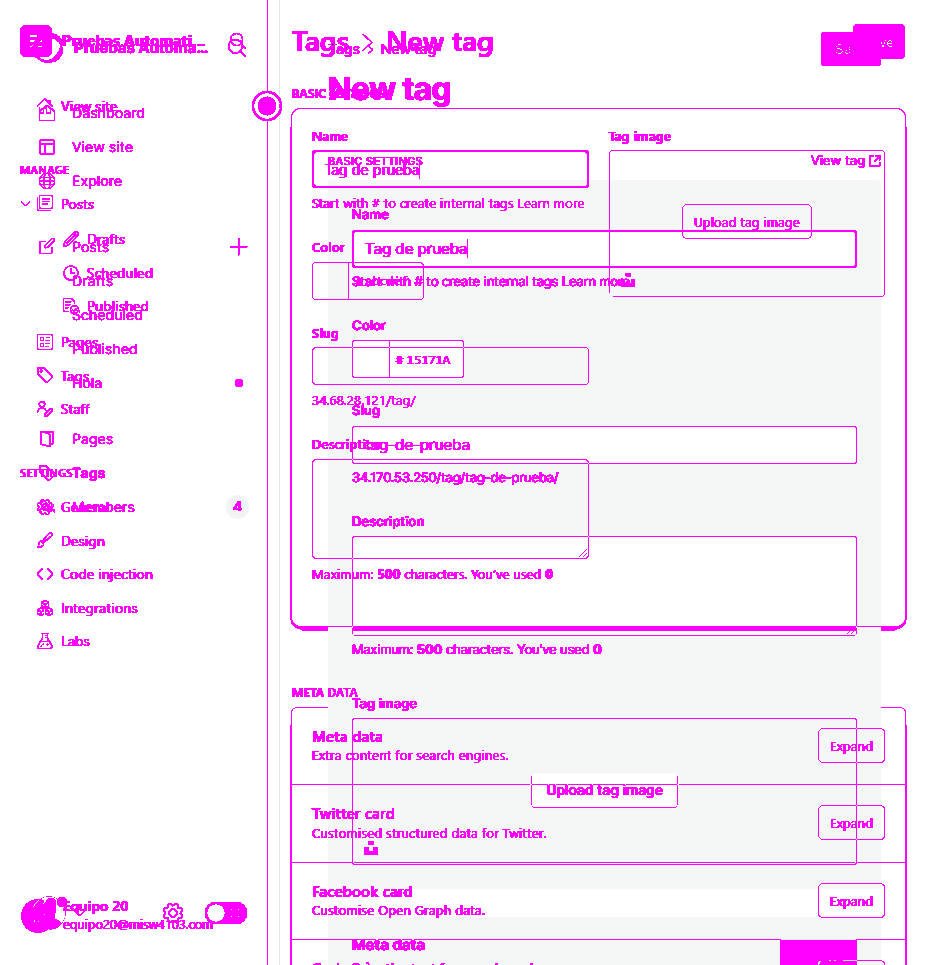 Pruebas Automati...
Pruebas Automa...
View site
Dashboard
View site
MANAGE
Explore
Posts
Drafts
Posts
Scheduled
Drafts
Published
Scheduled
Pages
Published
Tags
Hola
Staff
Pages
SETTINGS
Tags
General
Members
4
Design
Code injection
Integrations
Labs
Equipo 20
equipo20@misw4103.com
Tags > New tag
Tags > New tag
New tag
BASIC SETTINGS
Name
Tag image
View tag
BASIC SETTINGS
Tag de prueba
Start with # to create internal tags Learn more
Name
Upload tag image
Color
Tag de prueba
Start with # to create internal tags Learn more
Color
Slug
# 15171A
34.68.28.121/tag/
Slug
Description
tag-de-prueba
34.170.53.250/tag/tag-de-prueba/
Description
Maximum: 500 characters. You've used 0
Maximum: 500 characters. You've used 0
META DATA
Tag image
Meta data
Extra content for search engines.
Expand
Upload tag image
Twitter card
Customised structured data for Twitter.
Expand
Facebook card
Customise Open Graph data.
Expand
Meta data